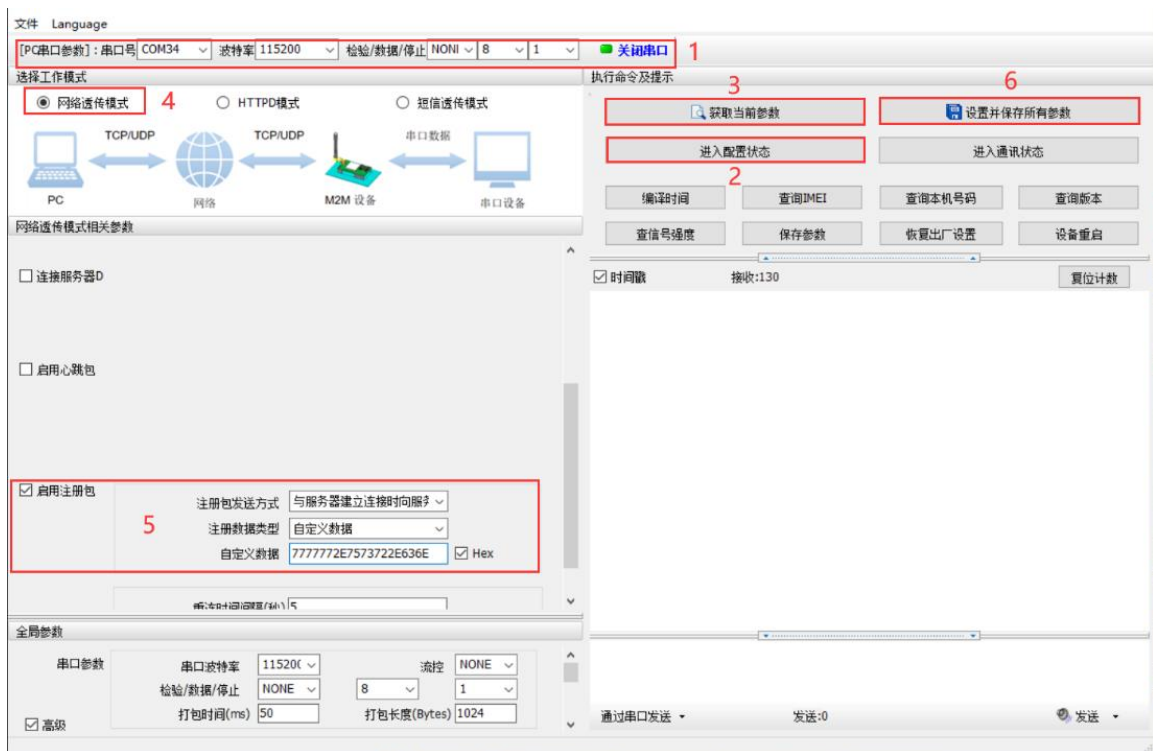 文件 Language
[PC串口参数]：串口号 COM34 波特率 115200 检验/数据/停止 NONI 8 1 关闭串口 1
选择工作模式
网络透传模式 4 HTTPD模式 短信透传模式
TCP/UDP TCP/UDP 串口数据
PC 网络 M2M 设备 串口设备
网络透传模式相关参数
连接服务器D
启用心跳包
启用注册包
5
注册包发送方式 与服务器建立连接时向服务
注册数据类型 自定义数据
自定义数据 7777772E7573722E636E Hex
重连时间间隔(秒) 5
全局参数
串口参数 串口波特率 11520( 流控 NONE
检验/数据/停止 NONE 8 1
高级 打包时间(ms) 50 打包长度(Bytes) 1024
执行命令及提示
3 6
获取当前参数 设置并保存所有参数
进入配置状态 进入通讯状态
2
编译时间 查询IMEI 查询本机号码 查询版本
查信号强度 保存参数 恢复出厂设置 设备重启
时间戳 接收:130 复位计数
通过串口发送 发送:0 发送